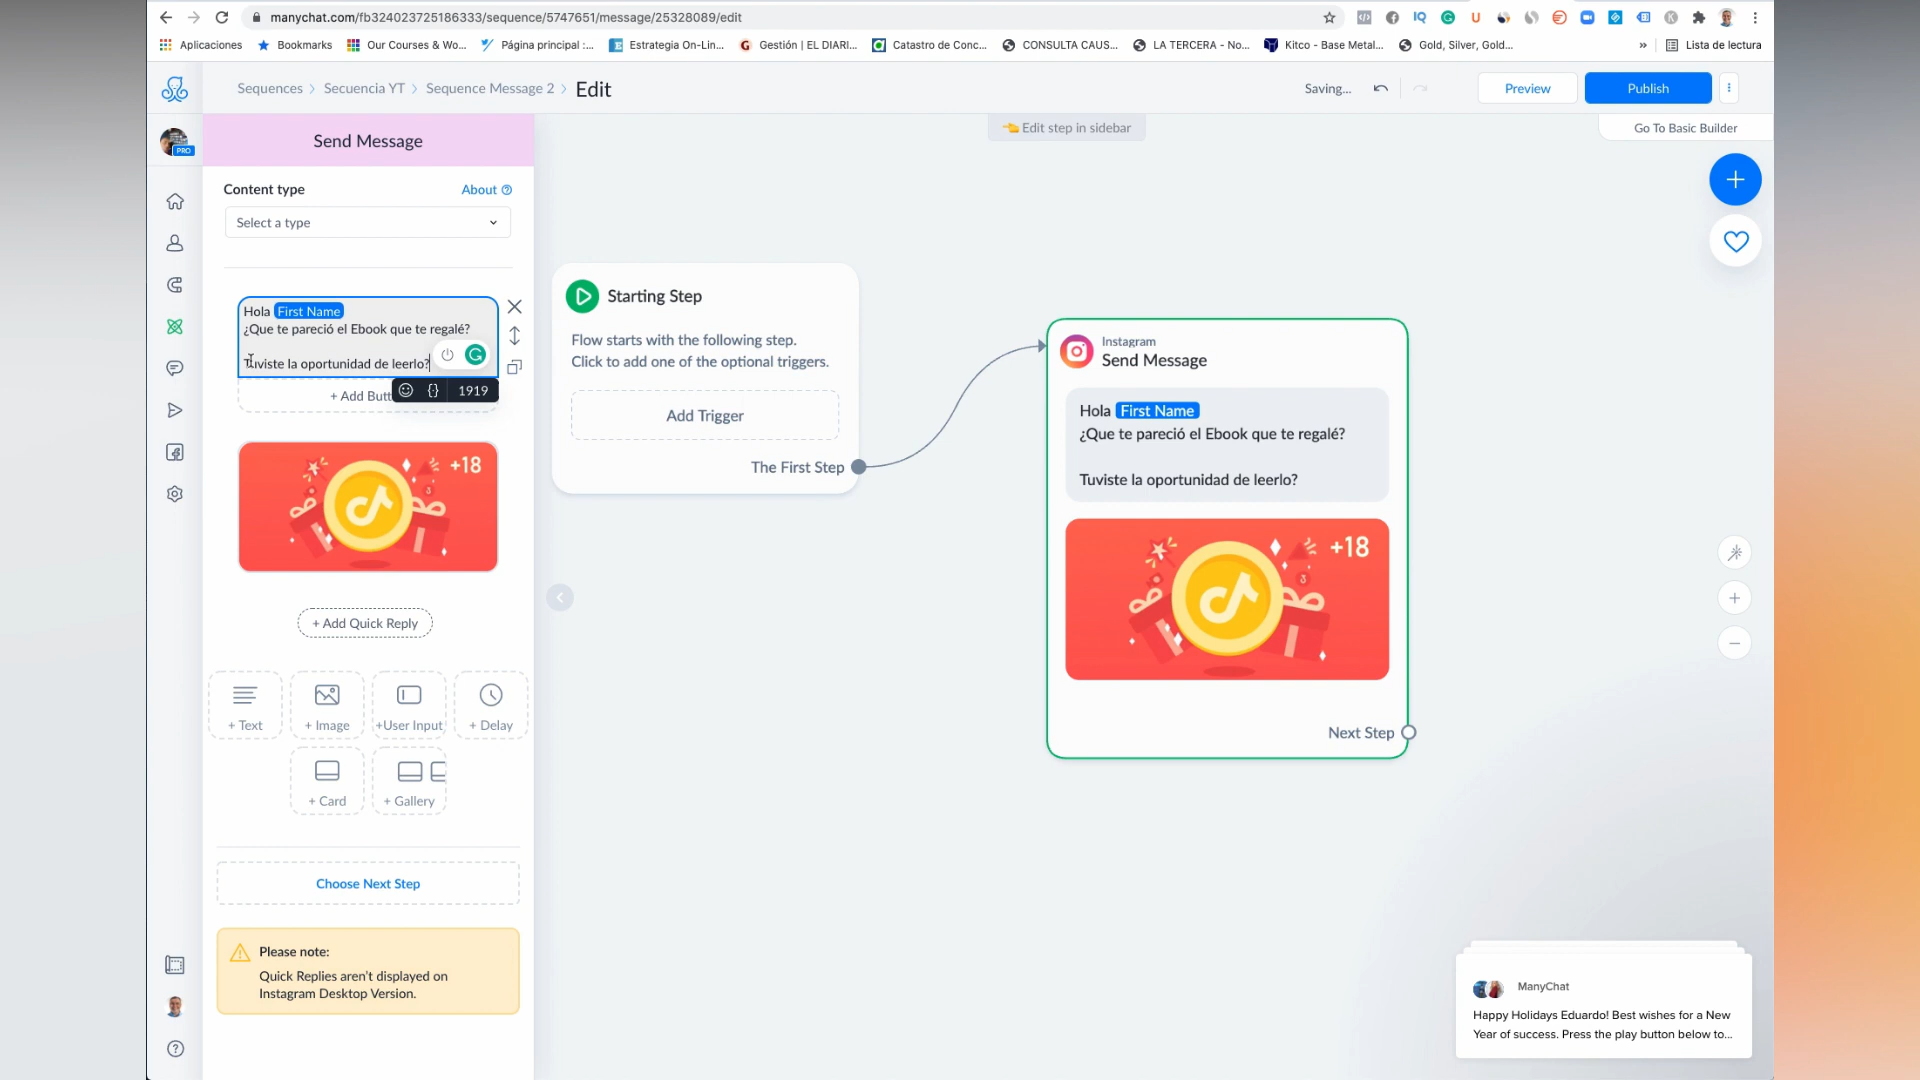 manychat.com/fb324023725186333/sequence/5747651/message/25328089/edit
Aplicaciones
Bookmarks
Our Courses & Wo...
Página principal :...
Estrategia On-Lin...
Gestión | EL DIARI...
Catastro de Conc...
CONSULTA CAUS...
LA TERCERA - No...
Kitco - Base Metal...
Gold, Silver, Gold...
»
Lista de lectura
Sequences > Secuencia YT > Sequence Message 2 > Edit
Saving...
Preview
Publish
PRO
Send Message
👈 Edit step in sidebar
Go To Basic Builder
Content type
About
Select a type
Hola First Name
¿Que te pareció el Ebook que te regalé?
Tuviste la oportunidad de leerlo?
+ Add Butt
{} 1919
+18
+ Add Quick Reply
+ Text
+ Image
+User Input
+ Delay
+ Card
+ Gallery
Choose Next Step
Please note:
Quick Replies aren't displayed on
Instagram Desktop Version.
Starting Step
Flow starts with the following step.
Click to add one of the optional triggers.
Add Trigger
The First Step
Instagram
Send Message
Hola First Name
¿Que te pareció el Ebook que te regalé?
Tuviste la oportunidad de leerlo?
+18
Next Step
ManyChat
Happy Holidays Eduardo! Best wishes for a New
Year of success. Press the play button below to...